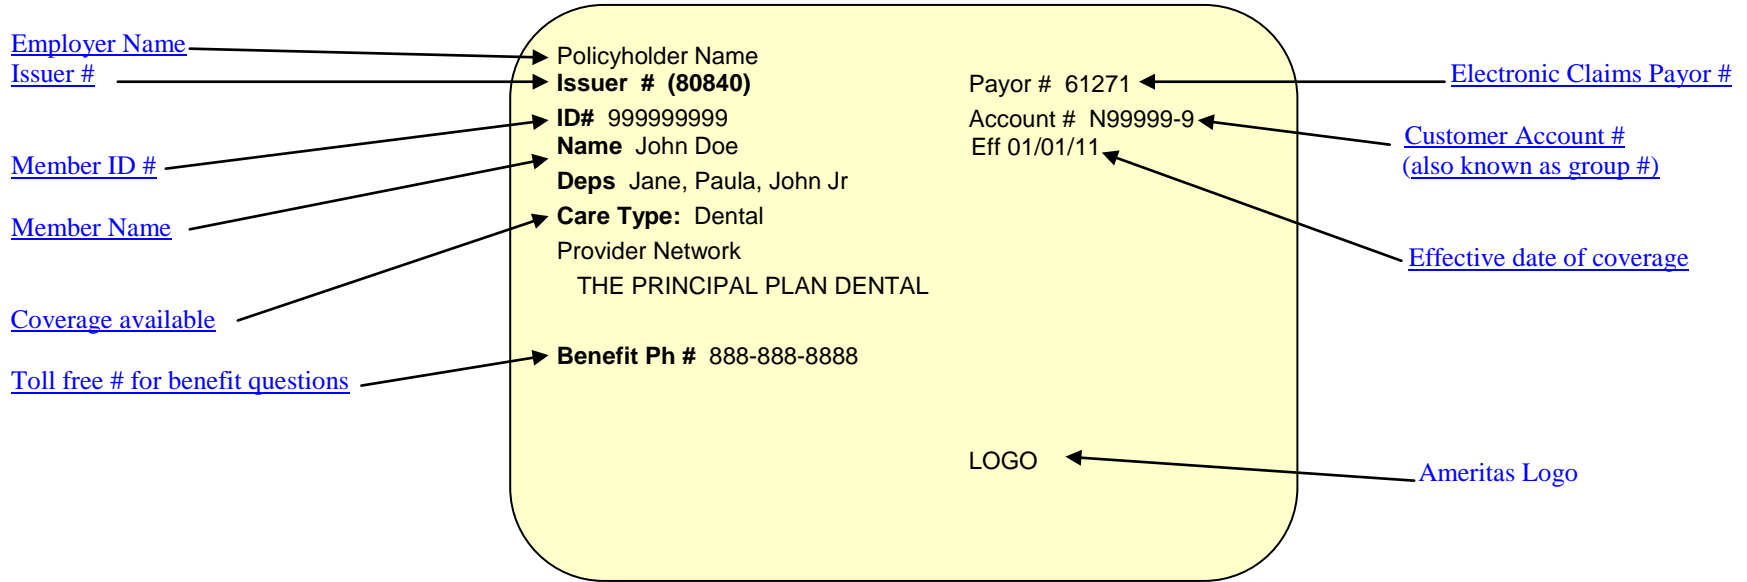 Employer Name
Issuer #
Member ID #
Member Name
Coverage available
Toll free # for benefit questions
Policyholder Name
Issuer # (80840)
ID# 999999999
Name John Doe
Deps Jane, Paula, John Jr
Care Type: Dental
Provider Network
THE PRINCIPAL PLAN DENTAL
Benefit Ph # 888-888-8888
Payor # 61271
Account # N99999-9
Eff 01/01/11
LOGO
Electronic Claims Payor #
Customer Account #
(also known as group #)
Effective date of coverage
Ameritas Logo